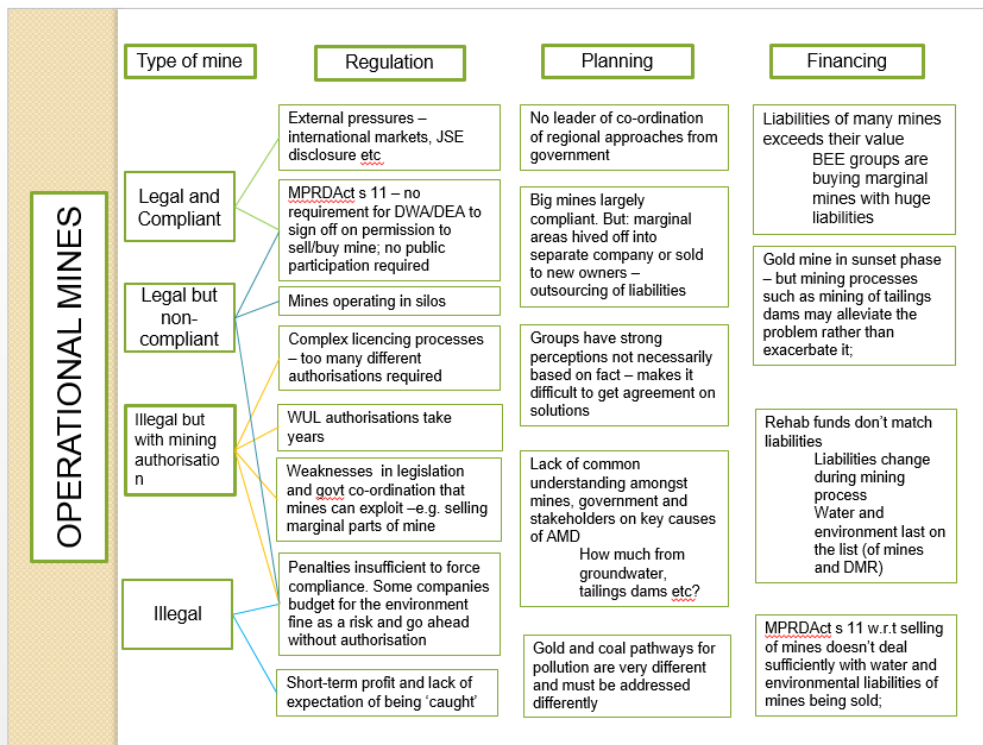 OPERATIONAL MINES
Type of mine
Regulation
Planning
Financing
Legal and
Compliant
Legal but
non-
compliant
Illegal but
with mining
authorisatio
n
Illegal
External pressures –
international markets, JSE
disclosure etc
MPRDAct s 11 – no
requirement for DWA/DEA to
sign off on permission to
sell/buy mine; no public
participation required
Mines operating in silos
Complex licencing processes
– too many different
authorisations required
WUL authorisations take
years
Weaknesses in legislation
and govt co-ordination that
mines can exploit –e.g. selling
marginal parts of mine
Penalties insufficient to force
compliance. Some companies
budget for the environment
fine as a risk and go ahead
without authorisation
Short-term profit and lack of
expectation of being ‘caught’
No leader of co-ordination
of regional approaches from
government
Big mines largely
compliant. But: marginal
areas hived off into
separate company or sold
to new owners –
outsourcing of liabilities
Groups have strong
perceptions not necessarily
based on fact – makes it
difficult to get agreement on
solutions
Lack of common
understanding amongst
mines, government and
stakeholders on key causes
of AMD
How much from
groundwater,
tailings dams etc?
Gold and coal pathways for
pollution are very different
and must be addressed
differently
Liabilities of many mines
exceeds their value
BEE groups are
buying marginal
mines with huge
liabilities
Gold mine in sunset phase
– but mining processes
such as mining of tailings
dams may alleviate the
problem rather than
exacerbate it;
Rehab funds don’t match
liabilities
Liabilities change
during mining
process
Water and
environment last on
the list (of mines
and DMR)
MPRDAct s 11 w.r.t selling
of mines doesn’t deal
sufficiently with water and
environmental liabilities of
mines being sold;